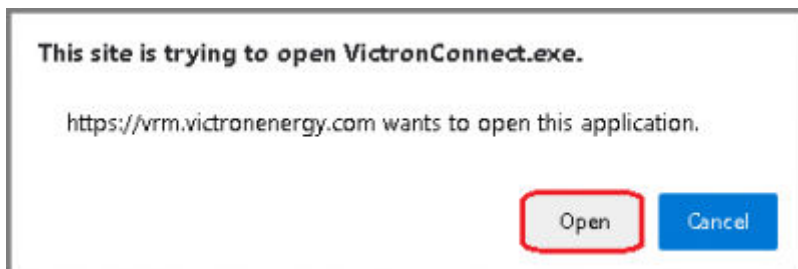 This site is trying to open VictronConnect.exe.
https://vrm.victronenergy.com wants to open this application.
Open
Cancel